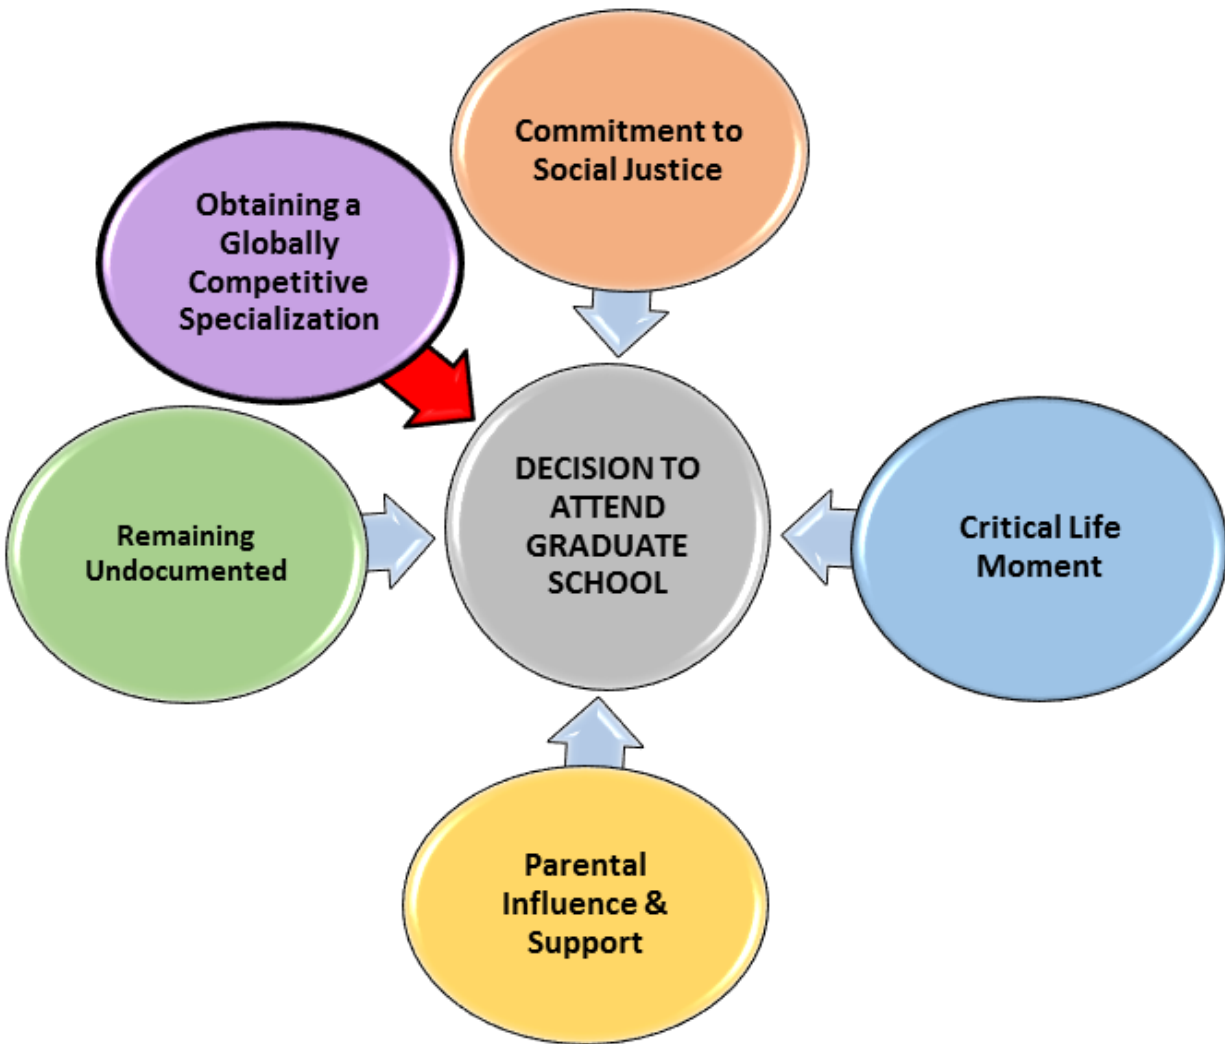 Commitment to
Social Justice
Obtaining a
Globally
Competitive
Specialization
DECISION TO
ATTEND
GRADUATE
SCHOOL
Remaining
Undocumented
Critical Life
Moment
Parental
Influence &
Support